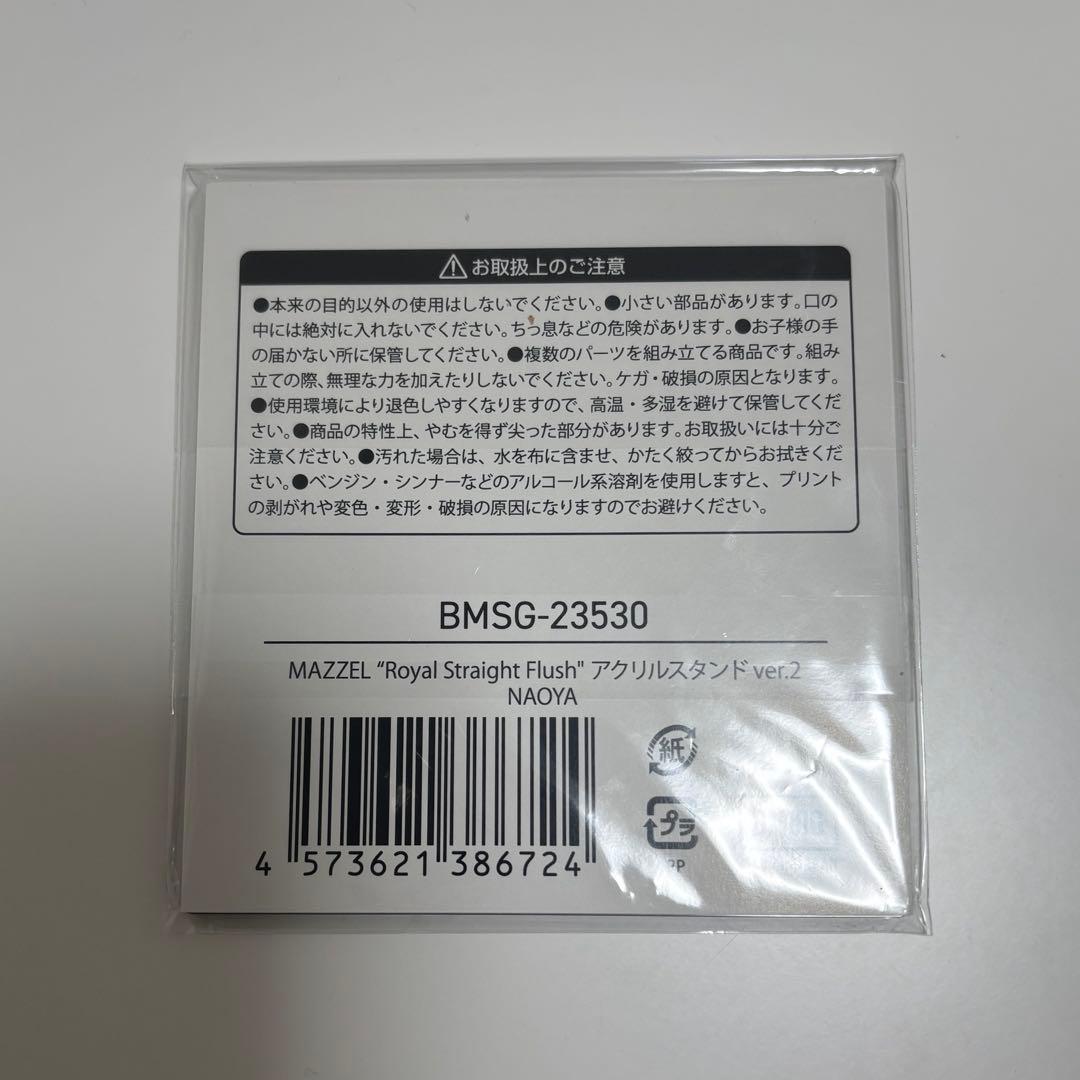 お取扱上のご注意
●本来の目的以外の使用はしないでください。●小さい部品があります。口の
中には絶対に入れないでください。ちっ息などの危険があります。●お子様の手
の届かない所に保管してください。●複数のパーツを組み立てる商品です。組み
立ての際、無理な力を加えたりしないでください。ケガ・破損の原因となります。
●使用環境により退色しやすくなりますので、高温・多湿を避けて保管してくだ
さい。●商品の特性上、やむを得ず尖った部分があります。お取扱いには十分ご
注意ください。●汚れた場合は、水を布に含ませ、かたく絞ってからお拭きくだ
さい。●ベンジン・シンナーなどのアルコール系溶剤を使用しますと、プリント
の剥がれや変色・変形・破損の原因になりますのでお避けください。
BMSG-23530
MAZZEL “Royal Straight Flush" アクリルスタンド ver.2
NAOYA
紙
プラ
4 573621 386724